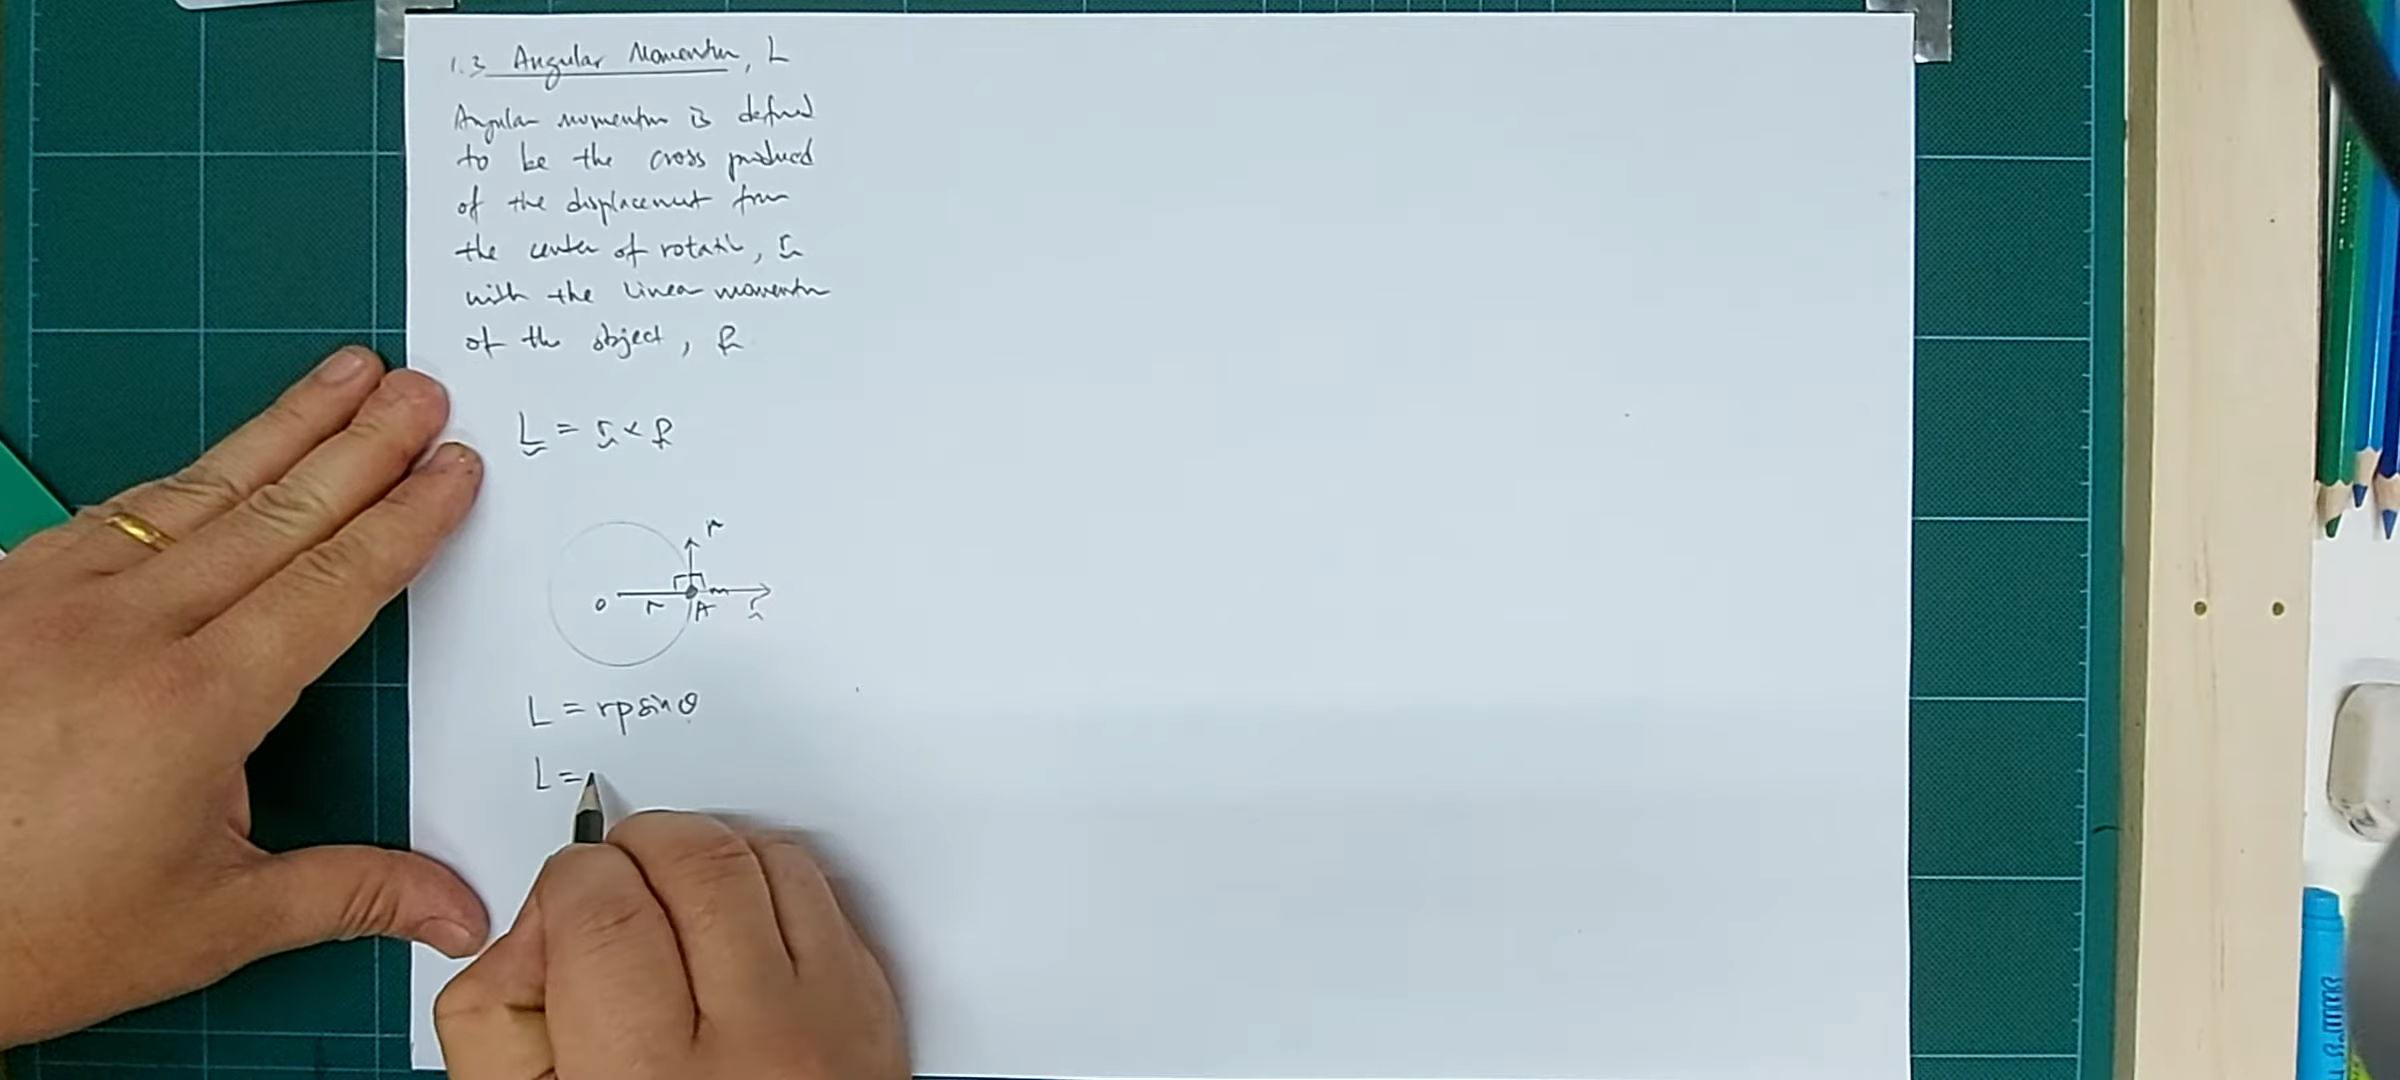 1.3 Angular Momentum, L
Angular momentum is defined
to be the cross produced
of the displacement from
the center of rotation, r
with the linear momentum
of the object, p
L = r × p
r
O r A m r
L = rp sin θ
L =